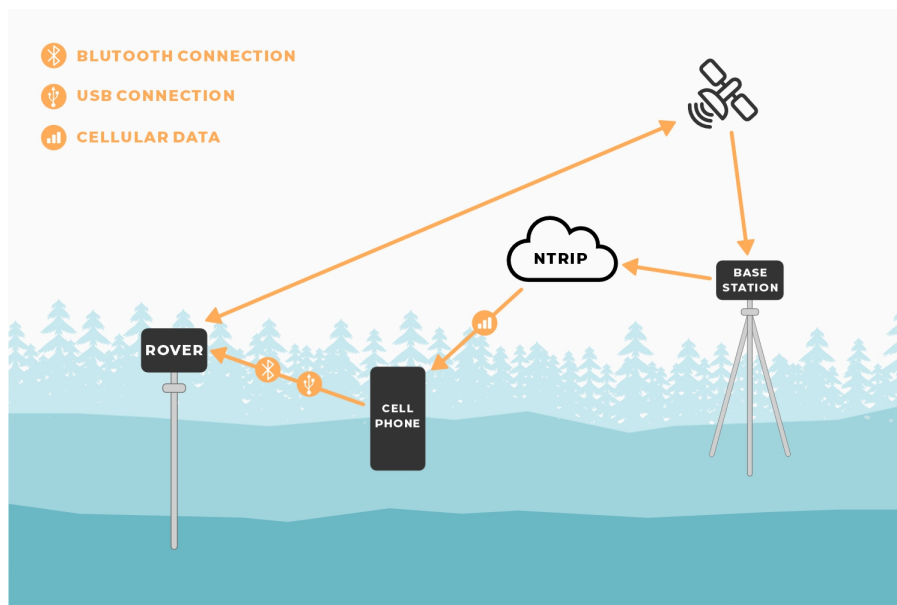 BLUTOOTH CONNECTION
USB CONNECTION
CELLULAR DATA
NTRIP
BASE
STATION
ROVER
CELL
PHONE